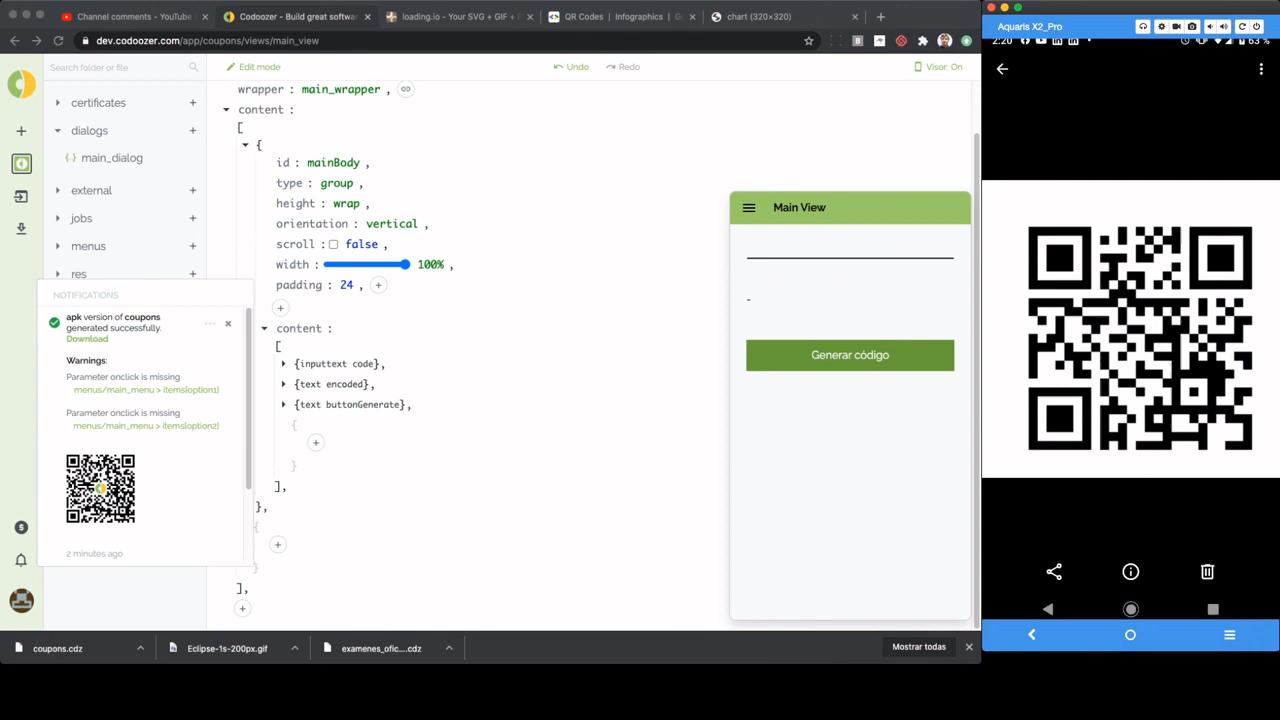 Channel comments - YouTube
Codoozer - Build great softwar
loading.io - Your SVG + GIF +
QR Codes | Infographics | G
chart (320×320)
dev.codoozer.com/app/coupons/views/main_view
Search folder or file
Edit mode
Undo
Redo
Visor: On
certificates
dialogs
main_dialog
external
jobs
menus
res
wrapper : main_wrapper ,
content :
[
{
id : mainBody ,
type : group ,
height : wrap ,
orientation : vertical ,
scroll : false ,
width : 100% ,
padding : 24 ,
content :
[
{inputtext code},
{text encoded},
{text buttonGenerate},
{
}
],
},
{
}
],
NOTIFICATIONS
apk version of coupons
generated successfully.
Download
Warnings:
Parameter onclick is missing
menus/main_menu > items[option1]
Parameter onclick is missing
menus/main_menu > items[option2]
2 minutes ago
Main View
-
Generar código
coupons.cdz
Eclipse-1s-200px.gif
examenes_ofic....cdz
Mostrar todas
Aquaris X2_Pro
2:20
63 %